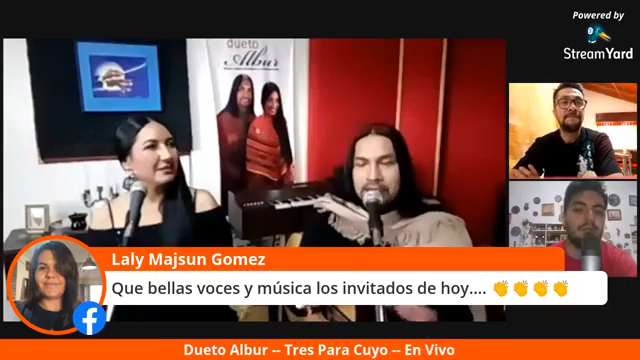 Powered by
StreamYard
dueto
Albur
Laly Majsun Gomez
Que bellas voces y música los invitados de hoy.... 👏👏👏👏
Dueto Albur -- Tres Para Cuyo -- En Vivo